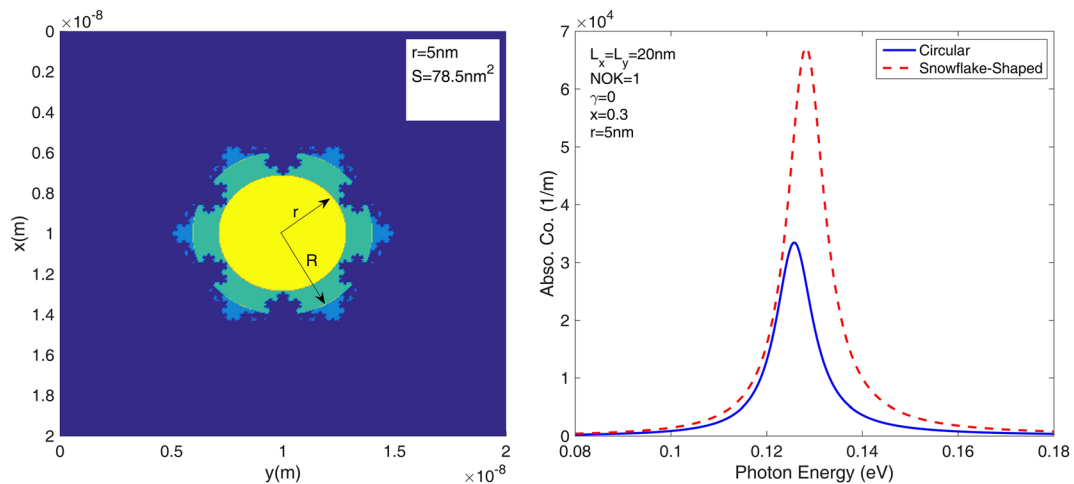 ×10⁻⁸
0
0.2
0.4
0.6
0.8
1
1.2
1.4
1.6
1.8
2
x(m)
r=5nm
S=78.5nm²
r
R
0
0.5
1
1.5
2
y(m)
×10⁻⁸
×10⁴
7
6
5
4
3
2
1
0
Abso. Co. (1/m)
Lₓ=L_y=20nm
NOK=1
γ=0
x=0.3
r=5nm
Circular
Snowflake-Shaped
0.08
0.1
0.12
0.14
0.16
0.18
Photon Energy (eV)